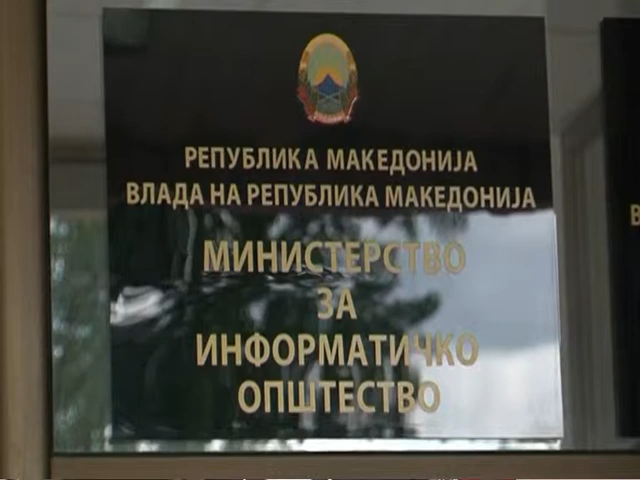 РЕПУБЛИКА МАКЕДОНИЈА
ВЛАДА НА РЕПУБЛИКА МАКЕДОНИЈА
МИНИСТЕРСТВО
ЗА
ИНФОРМАТИЧКО
ОПШТЕСТВО
В